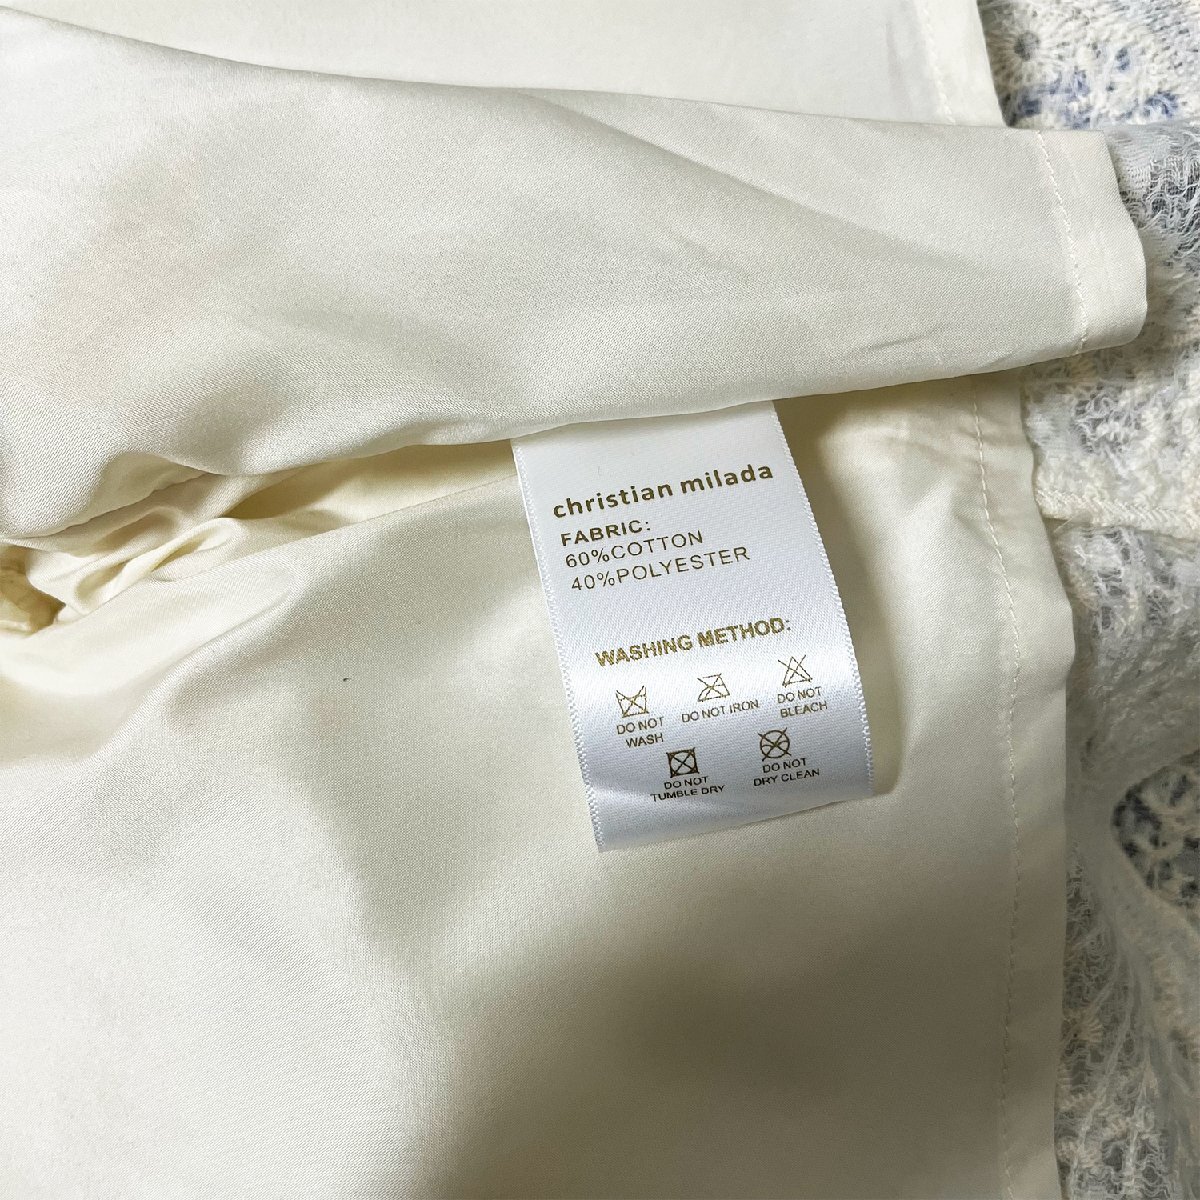 christian milada
FABRIC:
60%COTTON
40%POLYESTER
WASHING METHOD:
DO NOT
WASH
DO NOT IRON
DO NOT
BLEACH
DO NOT
TUMBLE DRY
DO NOT
DRY CLEAN